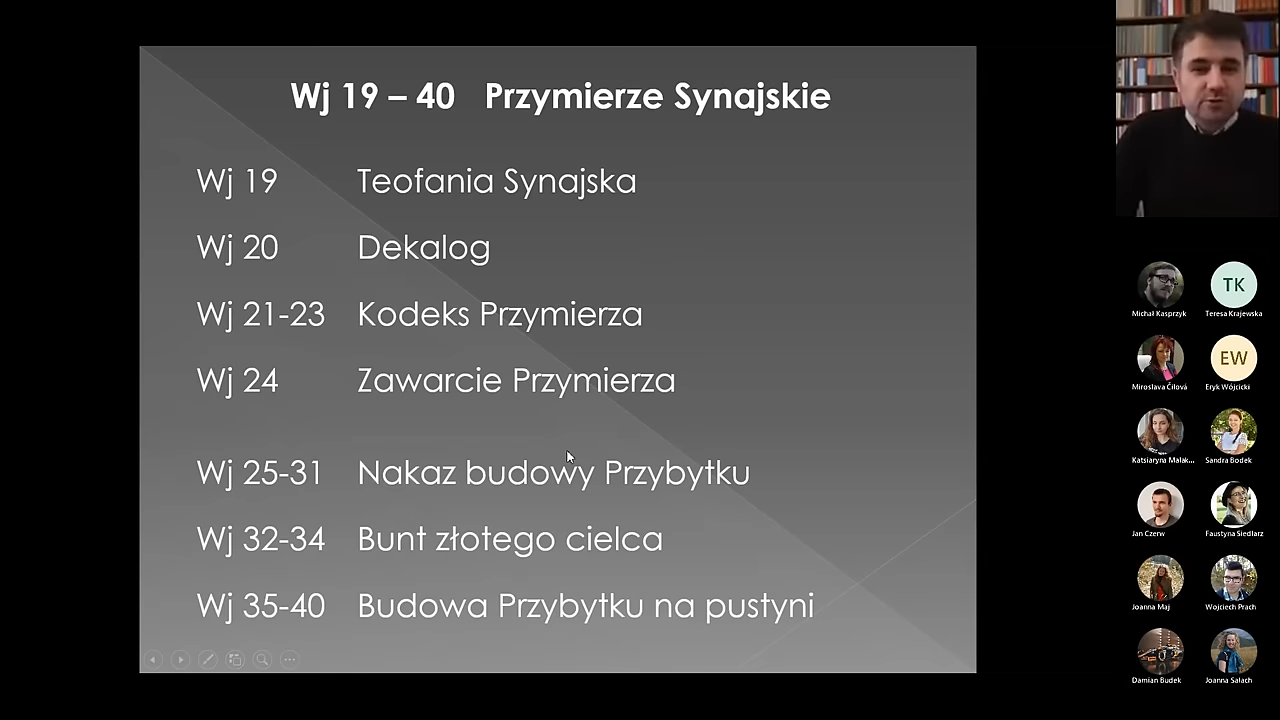 Wj 19 – 40 Przymierze Synajskie
Wj 19 Teofania Synajska
Wj 20 Dekalog
Wj 21-23 Kodeks Przymierza
Wj 24 Zawarcie Przymierza
Wj 25-31 Nakaz budowy Przybytku
Wj 32-34 Bunt złotego cielca
Wj 35-40 Budowa Przybytku na pustyni
TK
Michał Kasprzyk Teresa Krajewska
EW
Miroslava Čilová Eryk Wójcicki
Katsiaryna Malak... Sandra Bodek
Jan Czerw Faustyna Siedlarz
Joanna Maj Wojciech Prach
Damian Budek Joanna Sałach